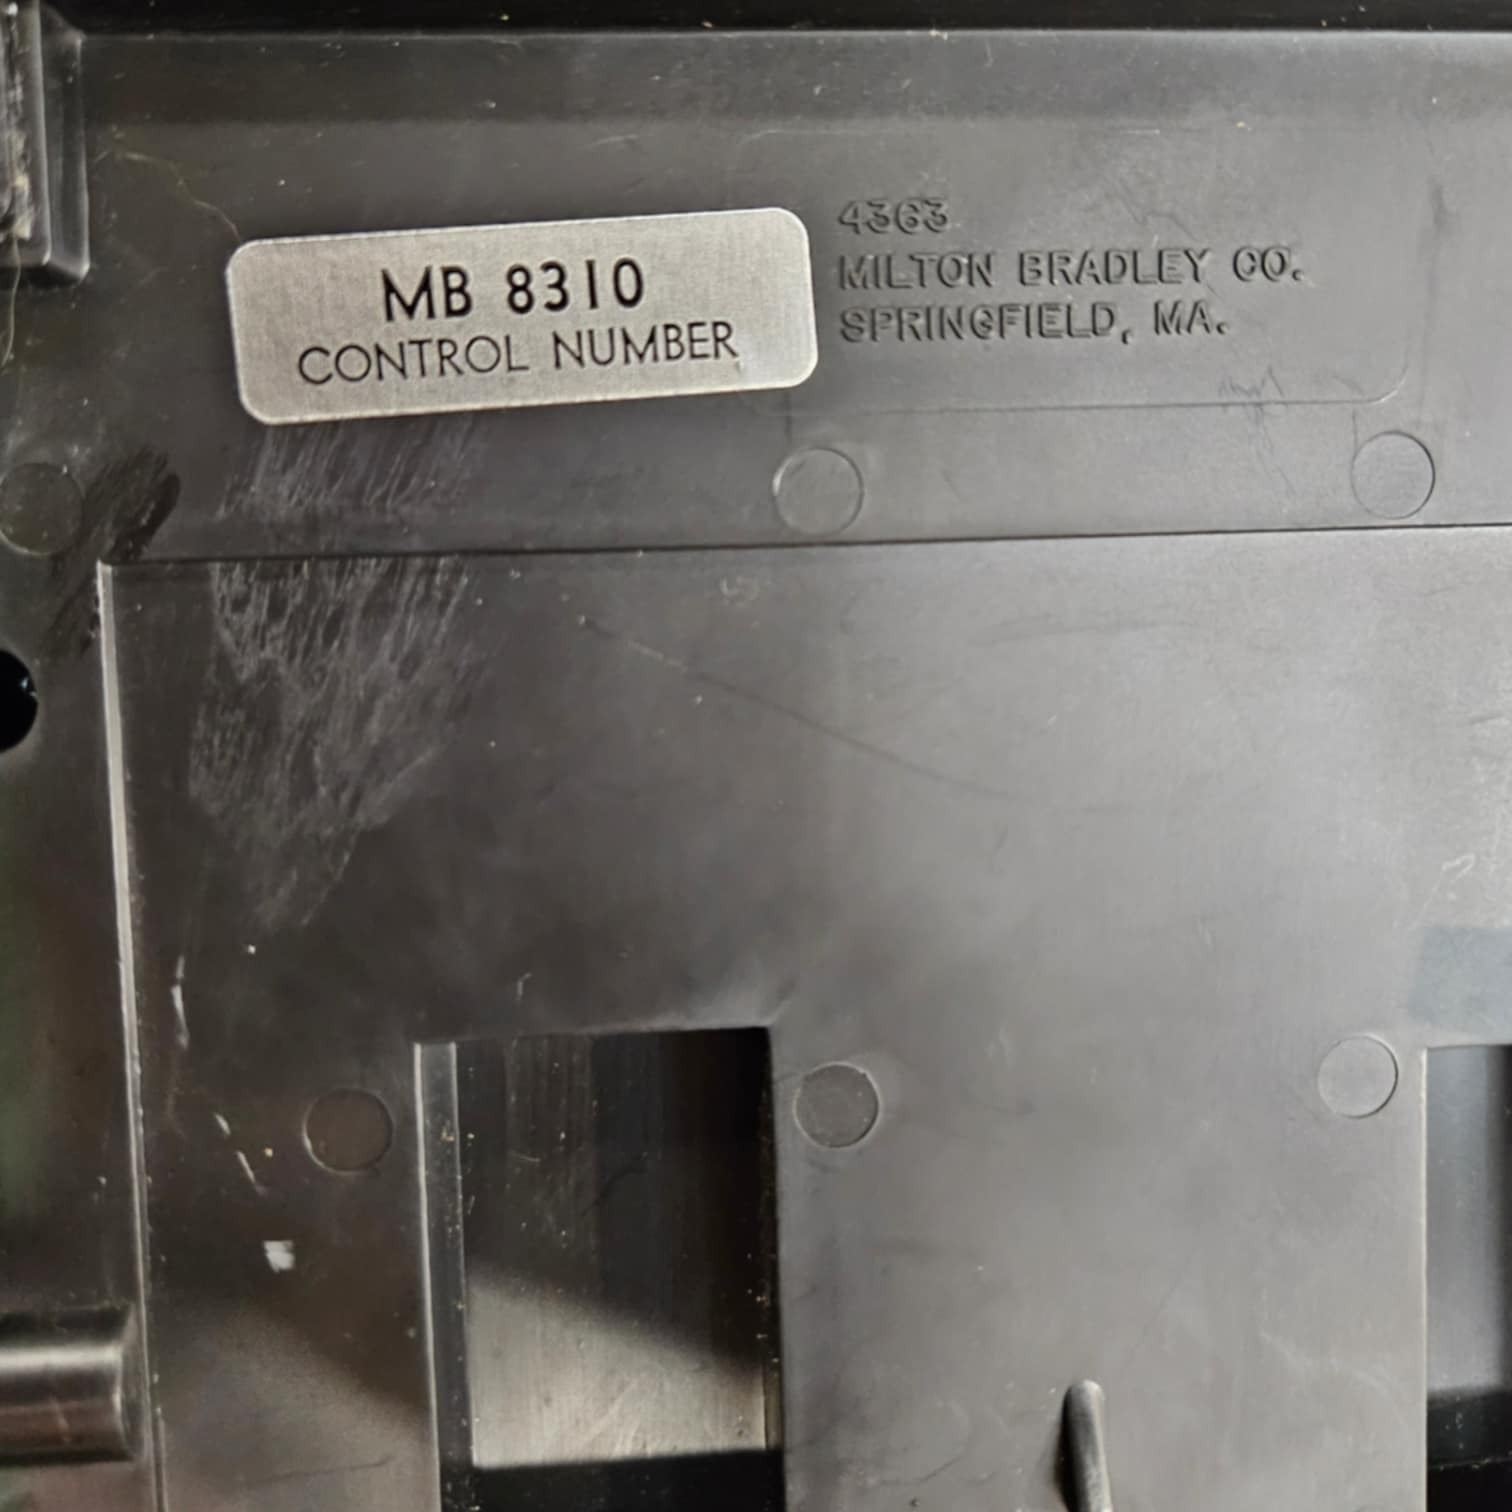 MB 8310
CONTROL NUMBER
4363
MILTON BRADLEY CO.
SPRINGFIELD, MA.